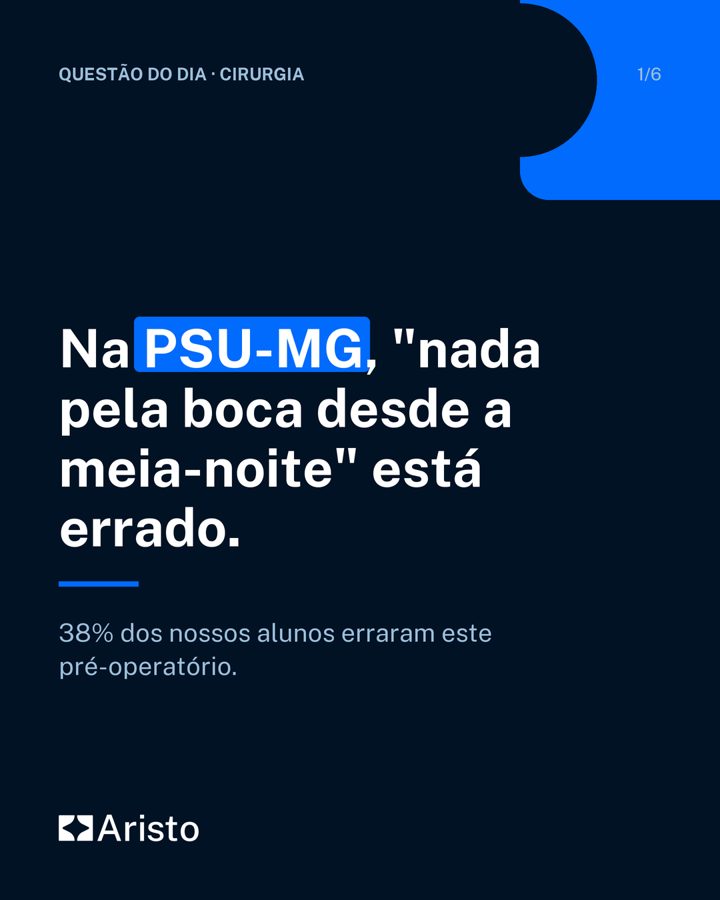 QUESTÃO DO DIA · CIRURGIA
1/6
Na PSU-MG, "nada
pela boca desde a
meia-noite" está
errado.
38% dos nossos alunos erraram este
pré-operatório.
Aristo